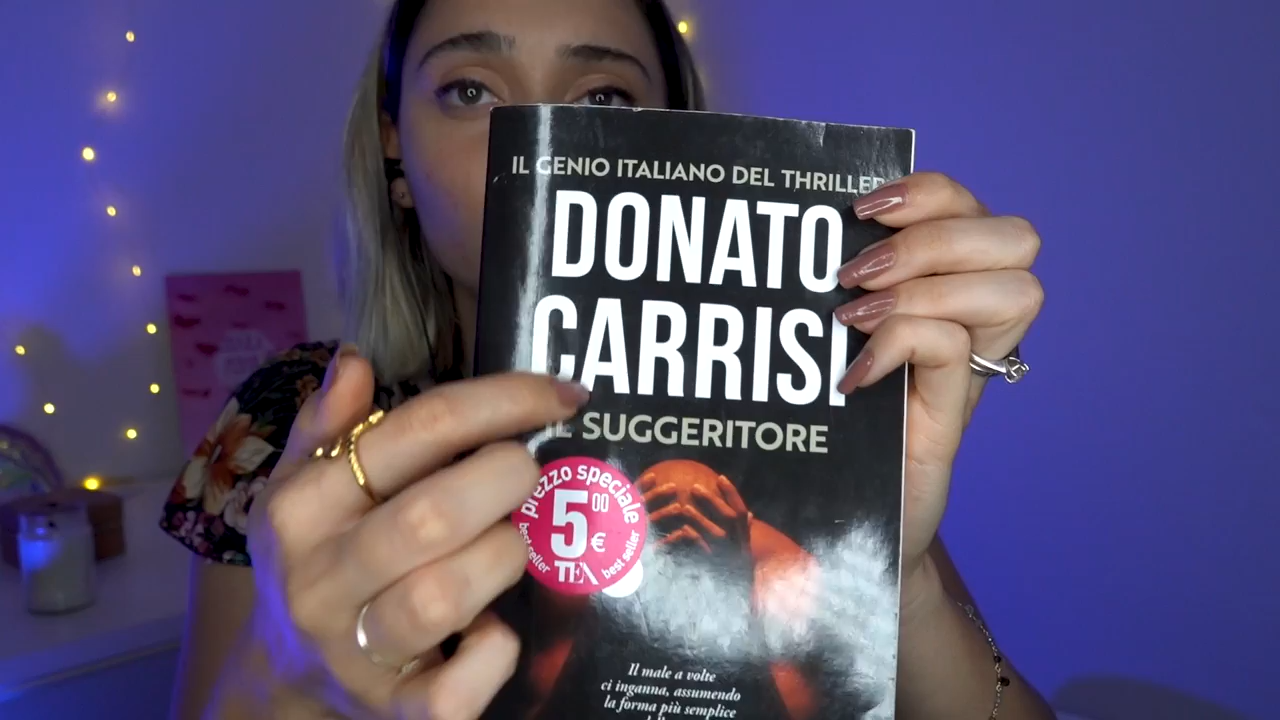 IL GENIO ITALIANO DEL THRILLER
DONATO
CARRISI
IL SUGGERITORE
prezzo speciale
5 00
€
best seller TEA best seller
Il male a volte
ci inganna, assumendo
la forma più semplice